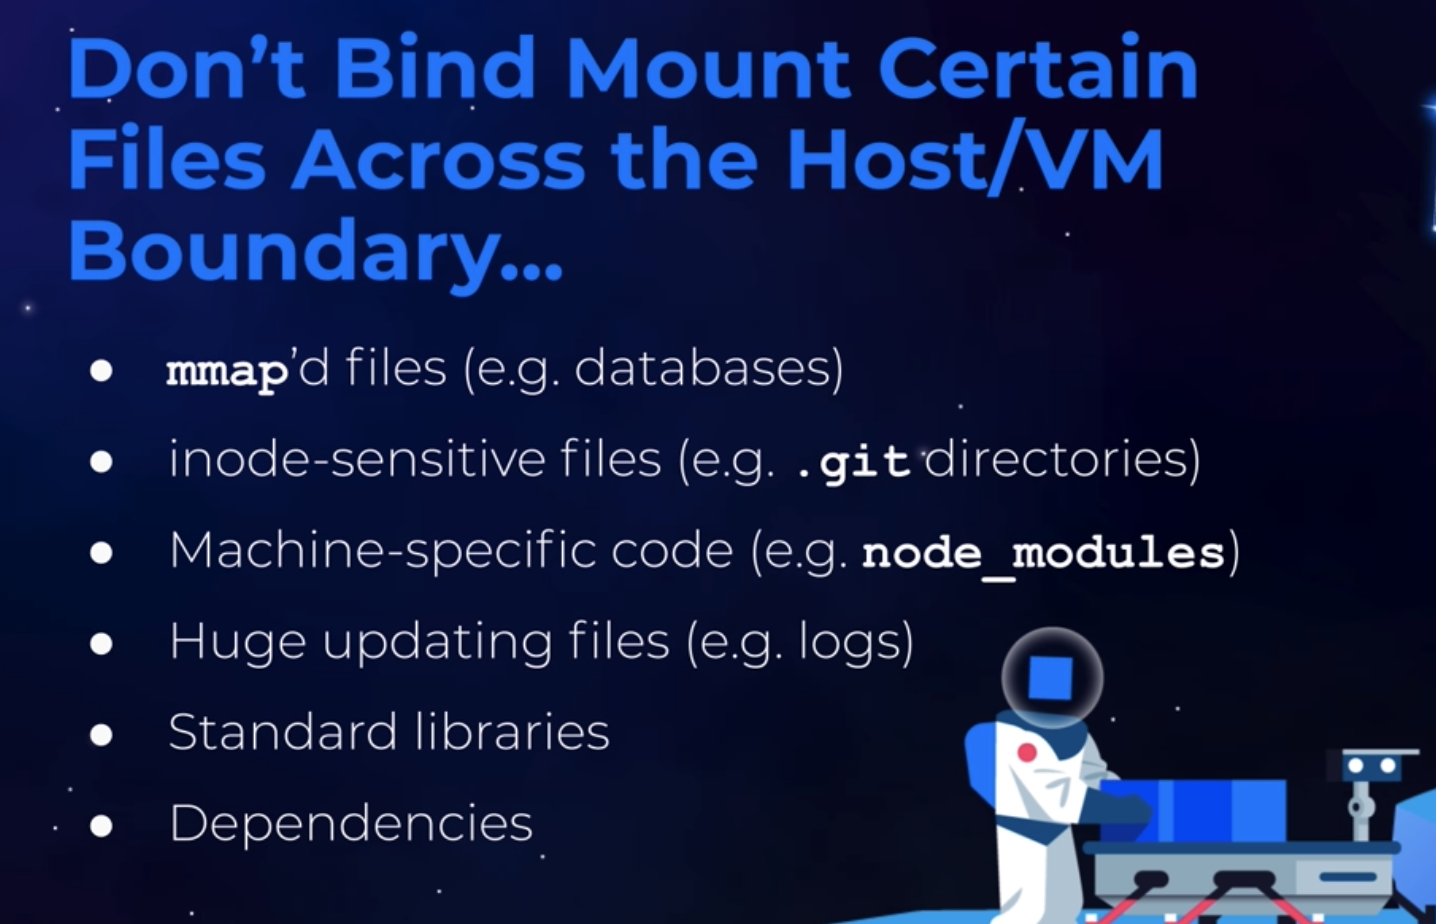 Don’t Bind Mount Certain
Files Across the Host/VM
Boundary...
● mmap’d files (e.g. databases)
● inode-sensitive files (e.g. .git directories)
● Machine-specific code (e.g. node_modules)
● Huge updating files (e.g. logs)
● Standard libraries
● Dependencies